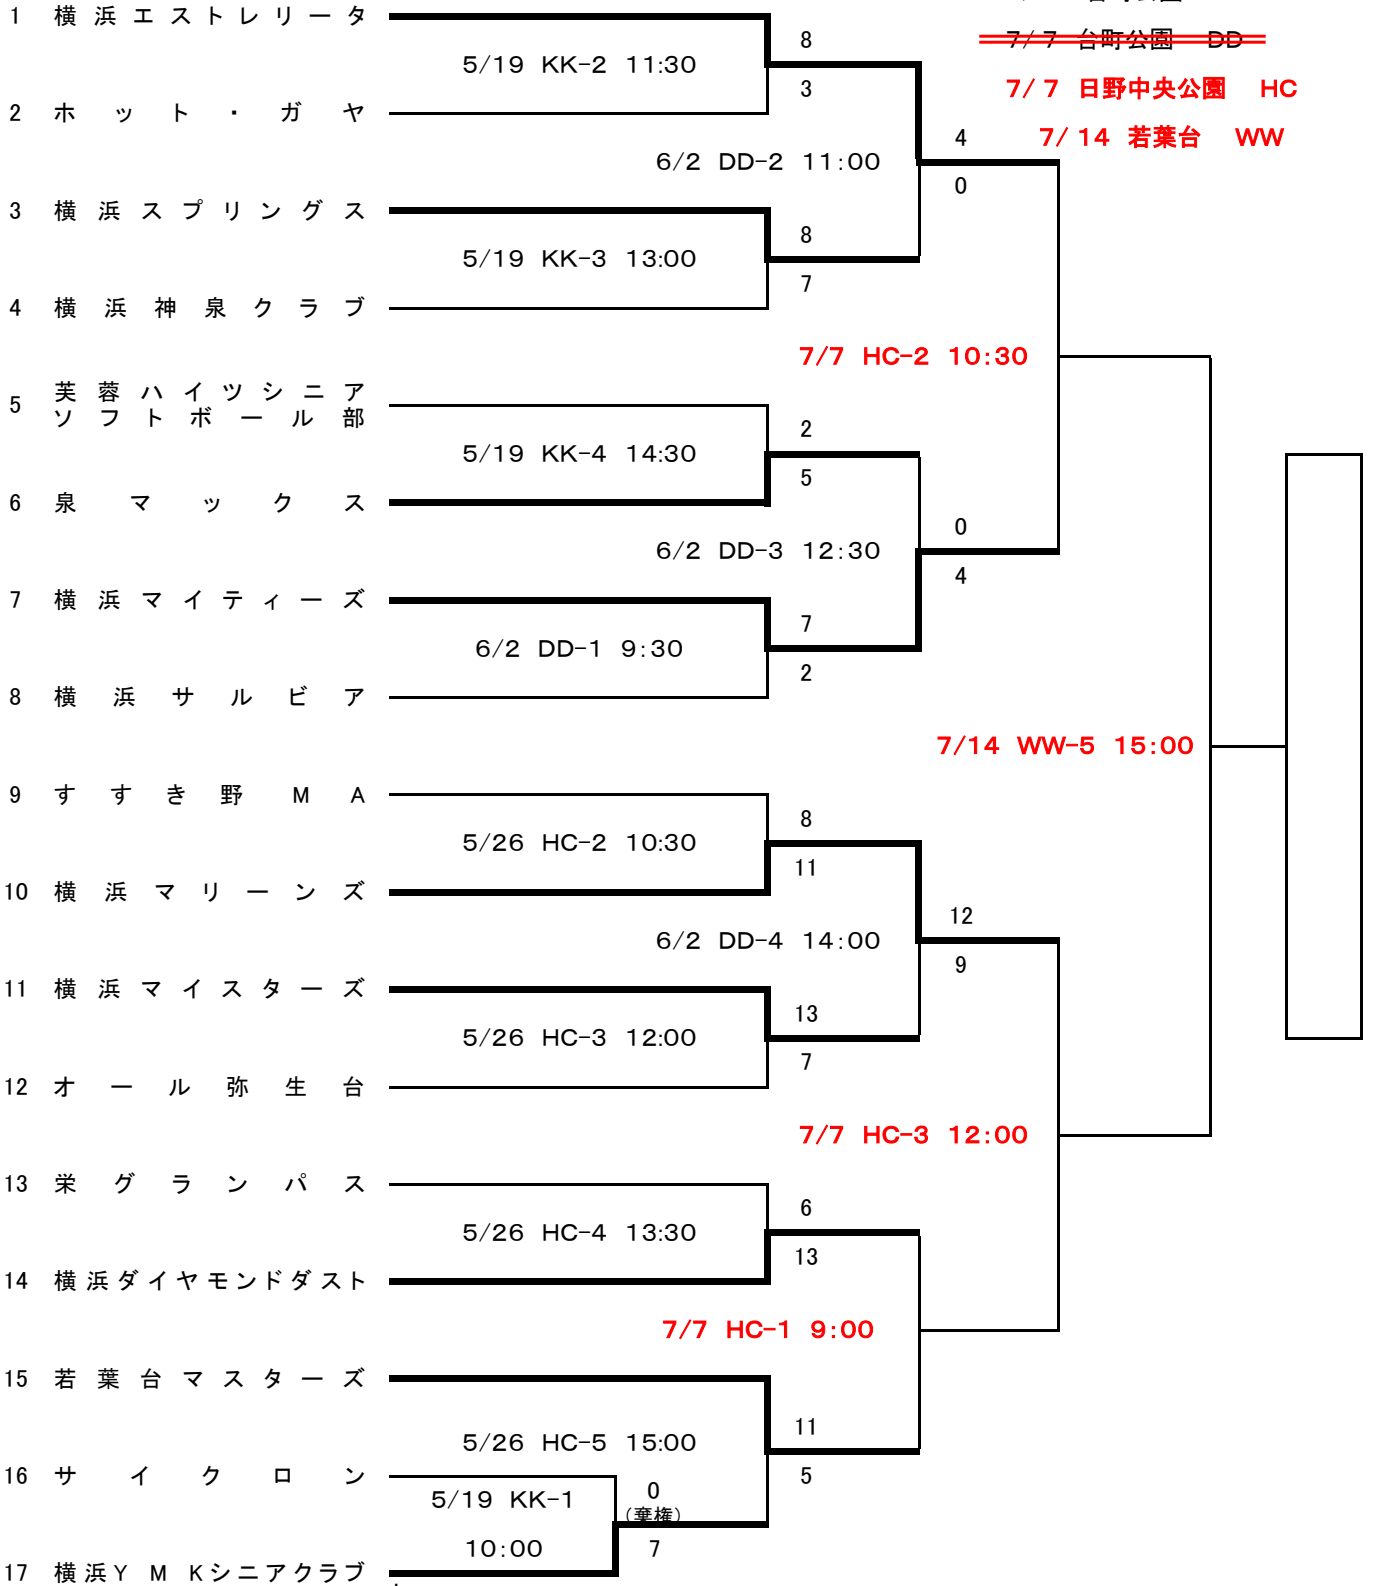 1 横浜エストレリータ
8
7/7 台町公園 DD
5/19 KK-2 11:30
3
7/7 日野中央公園 HC
2 ホット・ガヤ
4
7/14 若葉台 WW
6/2 DD-2 11:00
0
3 横浜スプリングス
8
5/19 KK-3 13:00
7
4 横浜神泉クラブ
7/7 HC-2 10:30
5 芙蓉ハイツシニア
ソフトボール部
2
5/19 KK-4 14:30
5
6 泉マックス
0
6/2 DD-3 12:30
4
7 横浜マイティーズ
7
6/2 DD-1 9:30
2
8 横浜サルビア
7/14 WW-5 15:00
9 すすき野MA
8
5/26 HC-2 10:30
11
10 横浜マリーンズ
12
6/2 DD-4 14:00
9
11 横浜マイスターズ
13
5/26 HC-3 12:00
7
12 オール弥生台
7/7 HC-3 12:00
13 栄グランパス
6
5/26 HC-4 13:30
13
14 横浜ダイヤモンドダスト
7/7 HC-1 9:00
15 若葉台マスターズ
11
5/26 HC-5 15:00
5
16 サイクロン
0
5/19 KK-1
(棄権)
10:00
7
17 横浜YMKシニアクラブ